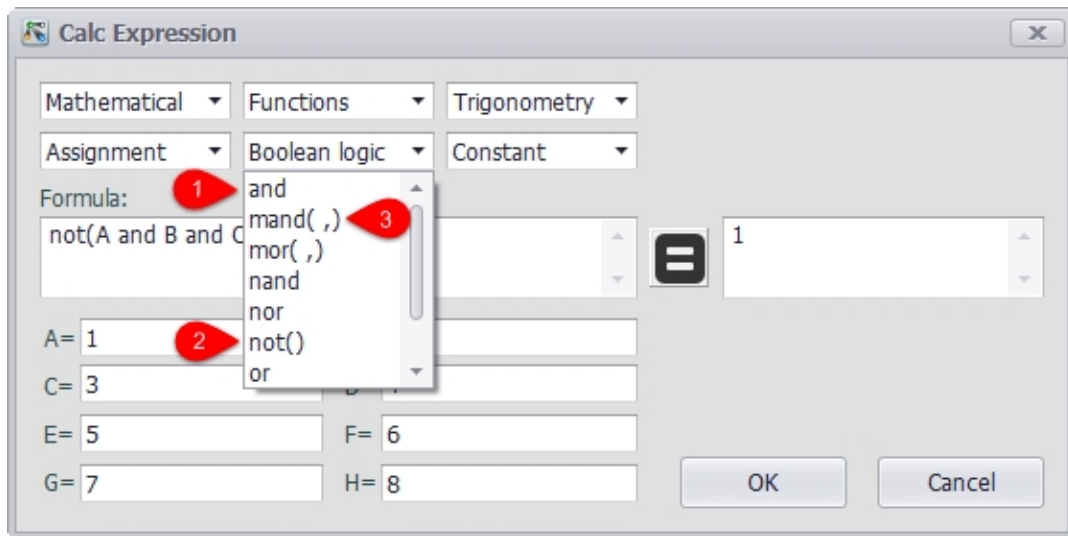 Calc Expression
Mathematical Functions Trigonometry
Assignment Boolean logic Constant
Formula:
1 and
mand( ,) 3
mor( ,)
nand
nor
2 not()
or
not(A and B and
1
A= 1
C= 3
E= 5 F= 6
G= 7 H= 8
OK Cancel